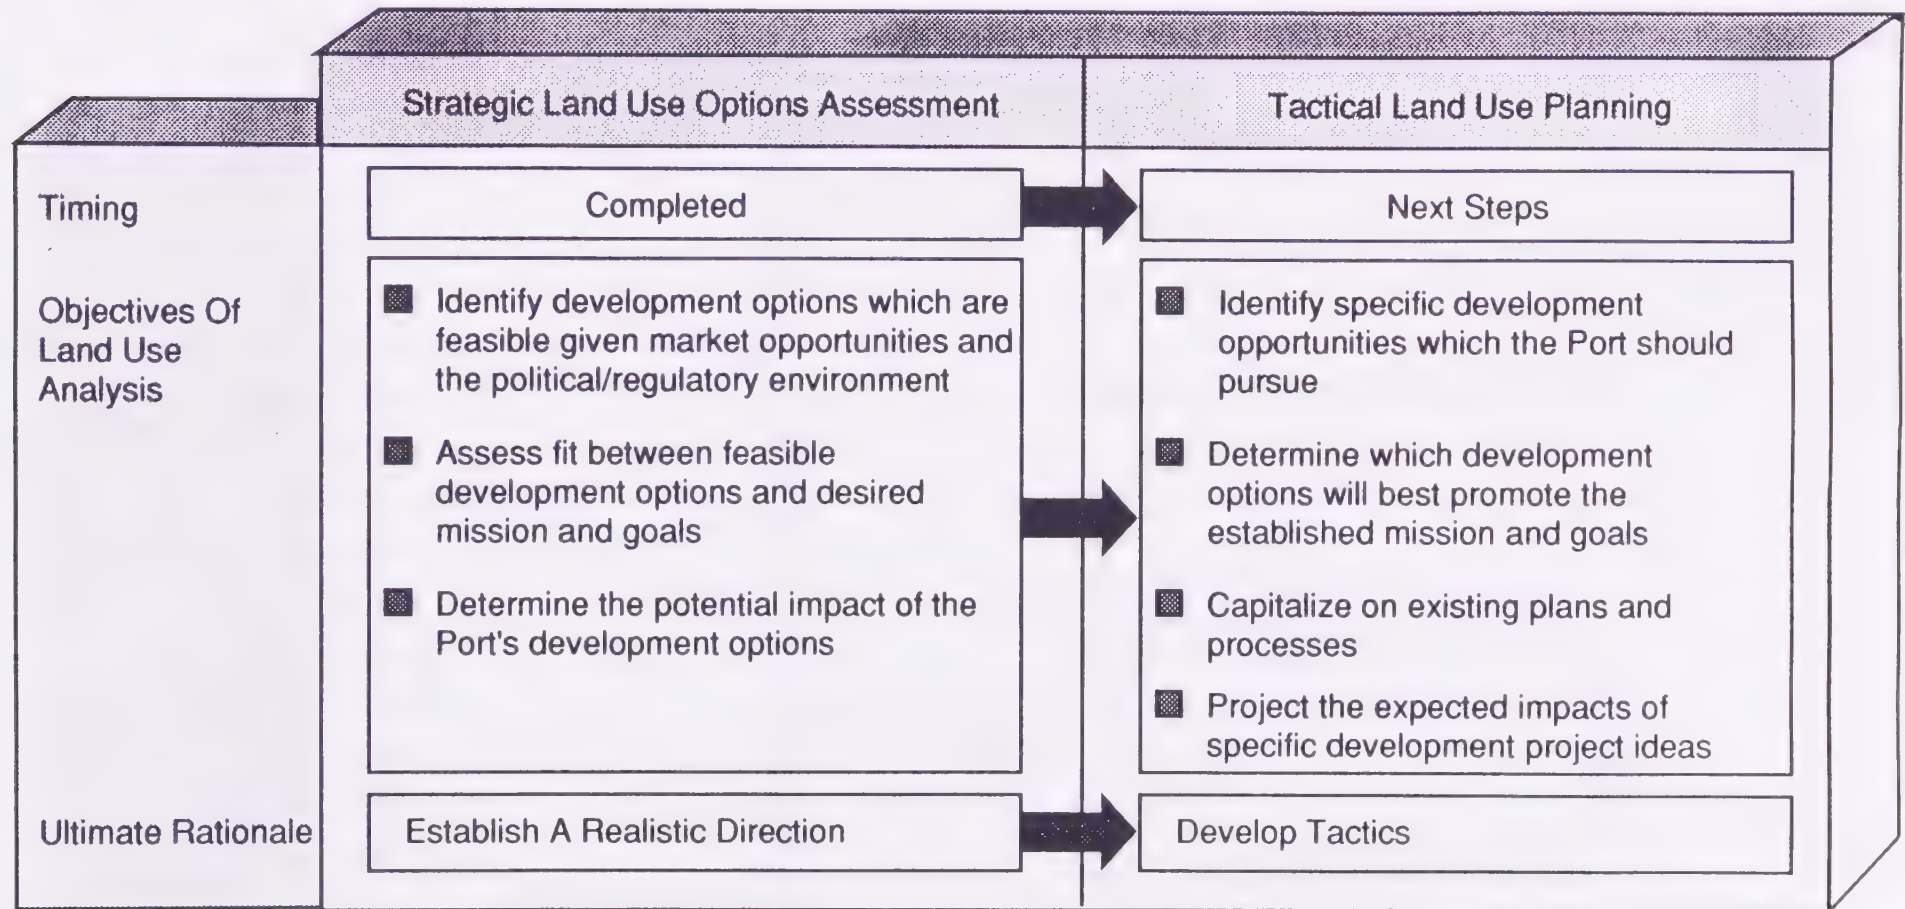 Strategic Land Use Options Assessment
Tactical Land Use Planning
Timing
Completed
Next Steps
Objectives Of
Land Use
Analysis
Identify development options which are
feasible given market opportunities and
the political/regulatory environment
Assess fit between feasible
development options and desired
mission and goals
Determine the potential impact of the
Port's development options
Identify specific development
opportunities which the Port should
pursue
Determine which development
options will best promote the
established mission and goals
Capitalize on existing plans and
processes
Project the expected impacts of
specific development project ideas
Ultimate Rationale
Establish A Realistic Direction
Develop Tactics